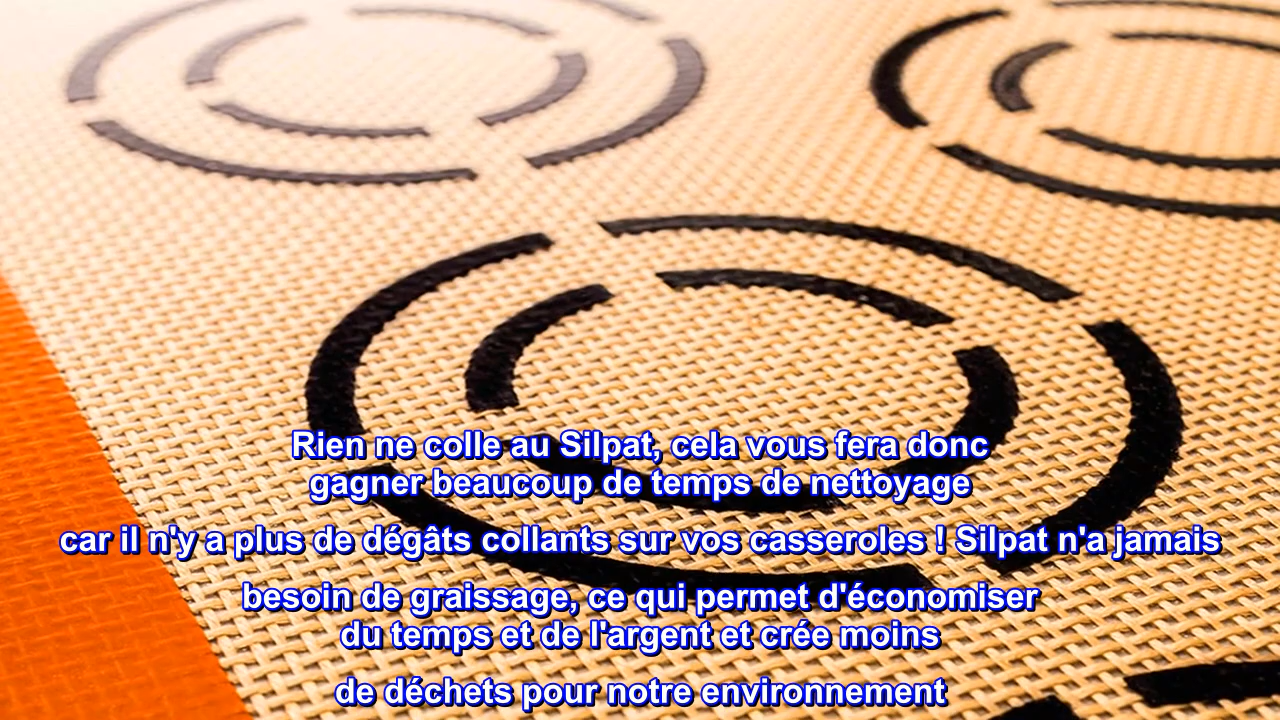 Rien ne colle au Silpat, cela vous fera donc
gagner beaucoup de temps de nettoyage
car il n'y a plus de dégâts collants sur vos casseroles ! Silpat n'a jamais
besoin de graissage, ce qui permet d'économiser
du temps et de l'argent et crée moins
de déchets pour notre environnement